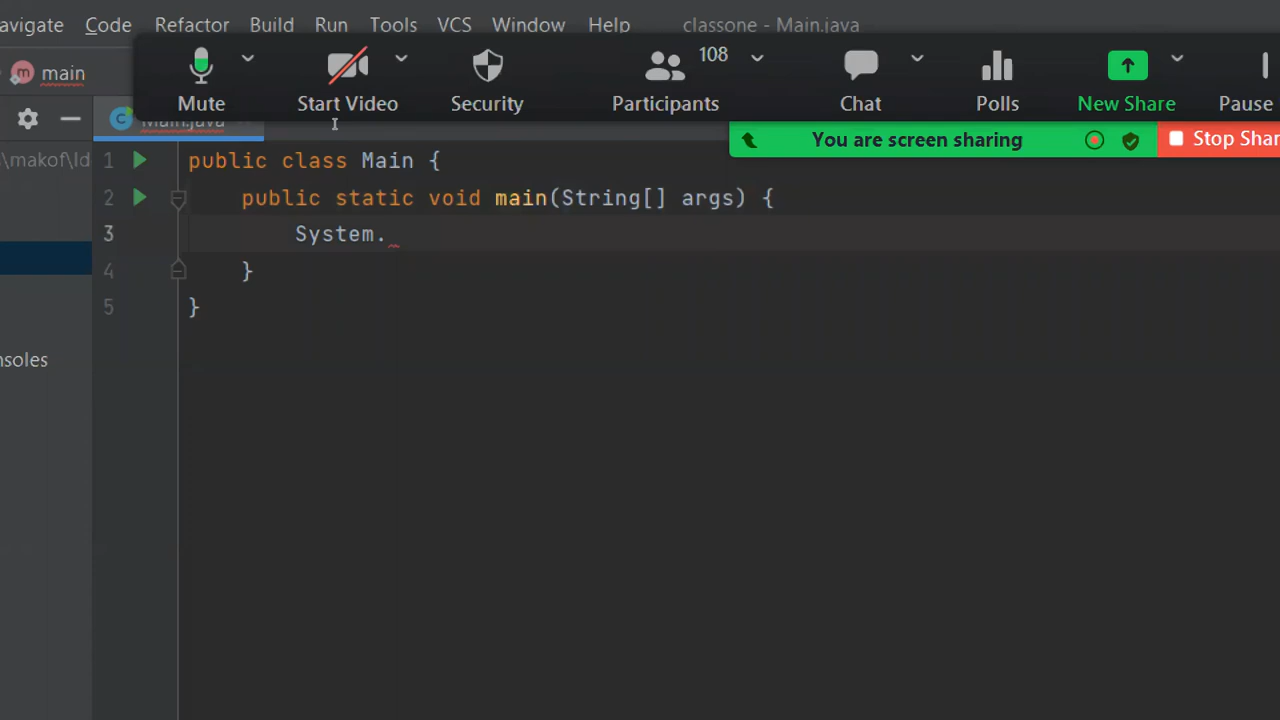 avigate Code Refactor Build Run Tools VCS Window Help classone - Main.java
main
108
Mute Start Video Security Participants Chat Polls New Share Pause
Main.java
You are screen sharing Stop Shar
\makof\Id
1 public class Main {
2 public static void main(String[] args) {
3 System.
4 }
5 }
nsoles